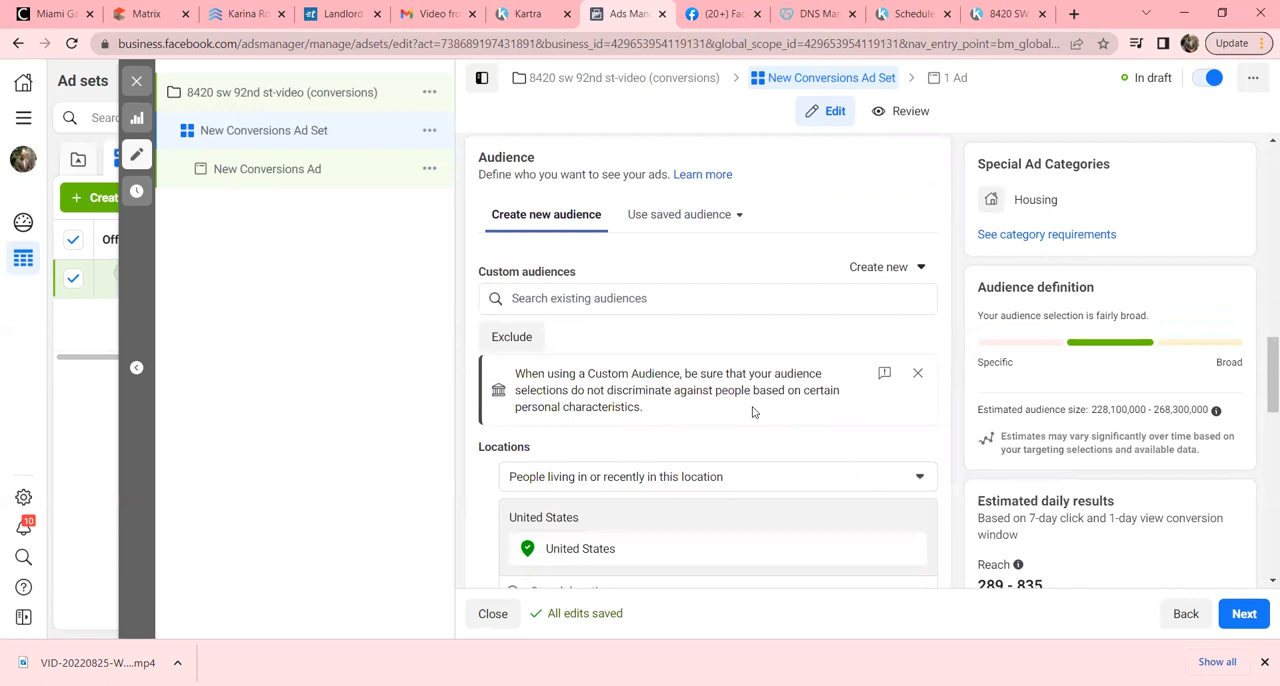 Miami Ga
Matrix
Karina Ro
Landlord
Video fro
Kartra
Ads Man
(20+) Fac
DNS Ma
Schedule
8420 SW
business.facebook.com/adsmanager/manage/adsets/edit?act=738689197431891&business_id=429653954119131&global_scope_id=429653954119131&nav_entry_point=bm_global...
Update
Ad sets
8420 sw 92nd st-video (conversions)
New Conversions Ad Set
New Conversions Ad
Searc
Creat
Off
8420 sw 92nd st-video (conversions)
New Conversions Ad Set
1 Ad
In draft
Edit
Review
Audience
Define who you want to see your ads. Learn more
Create new audience
Use saved audience
Custom audiences
Create new
Search existing audiences
Exclude
When using a Custom Audience, be sure that your audience
selections do not discriminate against people based on certain
personal characteristics.
Locations
People living in or recently in this location
United States
United States
Special Ad Categories
Housing
See category requirements
Audience definition
Your audience selection is fairly broad.
Specific
Broad
Estimated audience size: 228,100,000 - 268,300,000
Estimates may vary significantly over time based on
your targeting selections and available data.
Estimated daily results
Based on 7-day click and 1-day view conversion
window
Reach
289 - 835
10
Close
All edits saved
Back
Next
VID-20220825-W....mp4
Show all